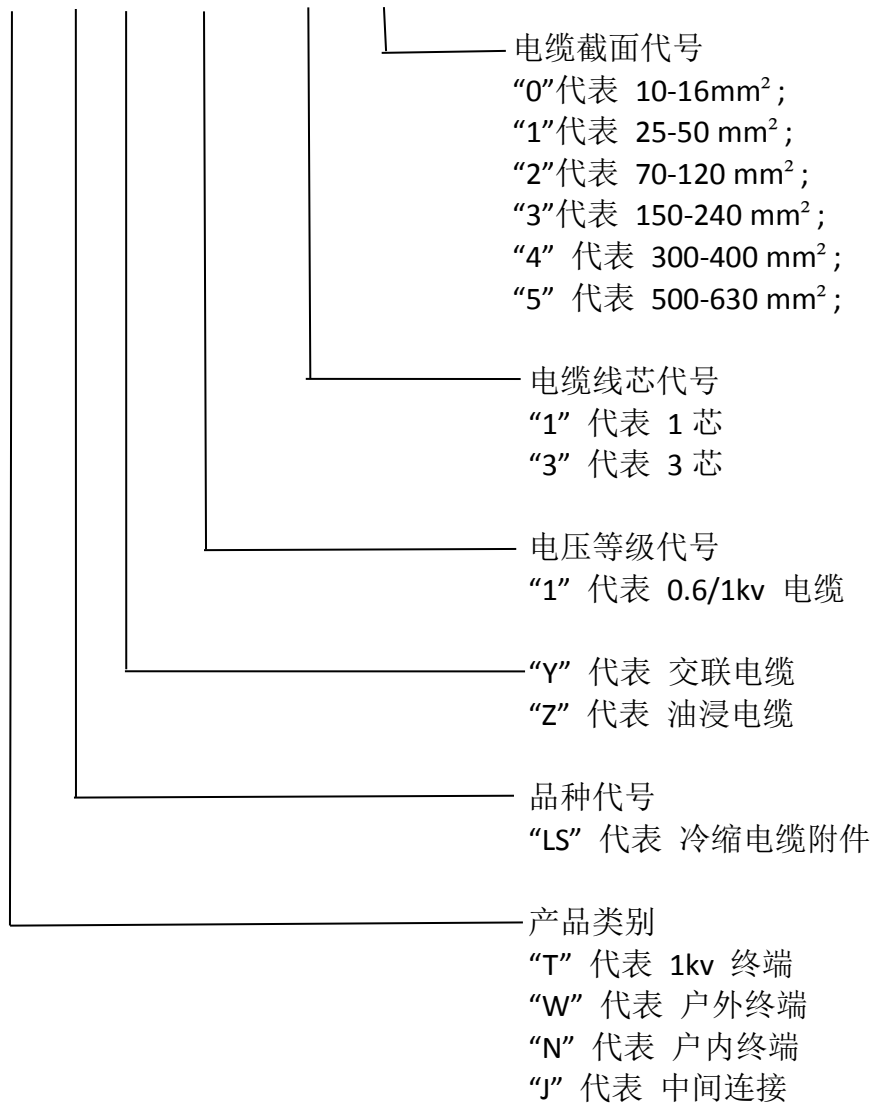 电缆截面代号
“0”代表 10-16mm²;
“1”代表 25-50 mm²;
“2”代表 70-120 mm²;
“3”代表 150-240 mm²;
“4” 代表 300-400 mm²;
“5” 代表 500-630 mm²;
电缆线芯代号
“1” 代表 1 芯
“3” 代表 3 芯
电压等级代号
“1” 代表 0.6/1kv 电缆
“Y” 代表 交联电缆
“Z” 代表 油浸电缆
品种代号
“LS” 代表 冷缩电缆附件
产品类别
“T” 代表 1kv 终端
“W” 代表 户外终端
“N” 代表 户内终端
“J” 代表 中间连接